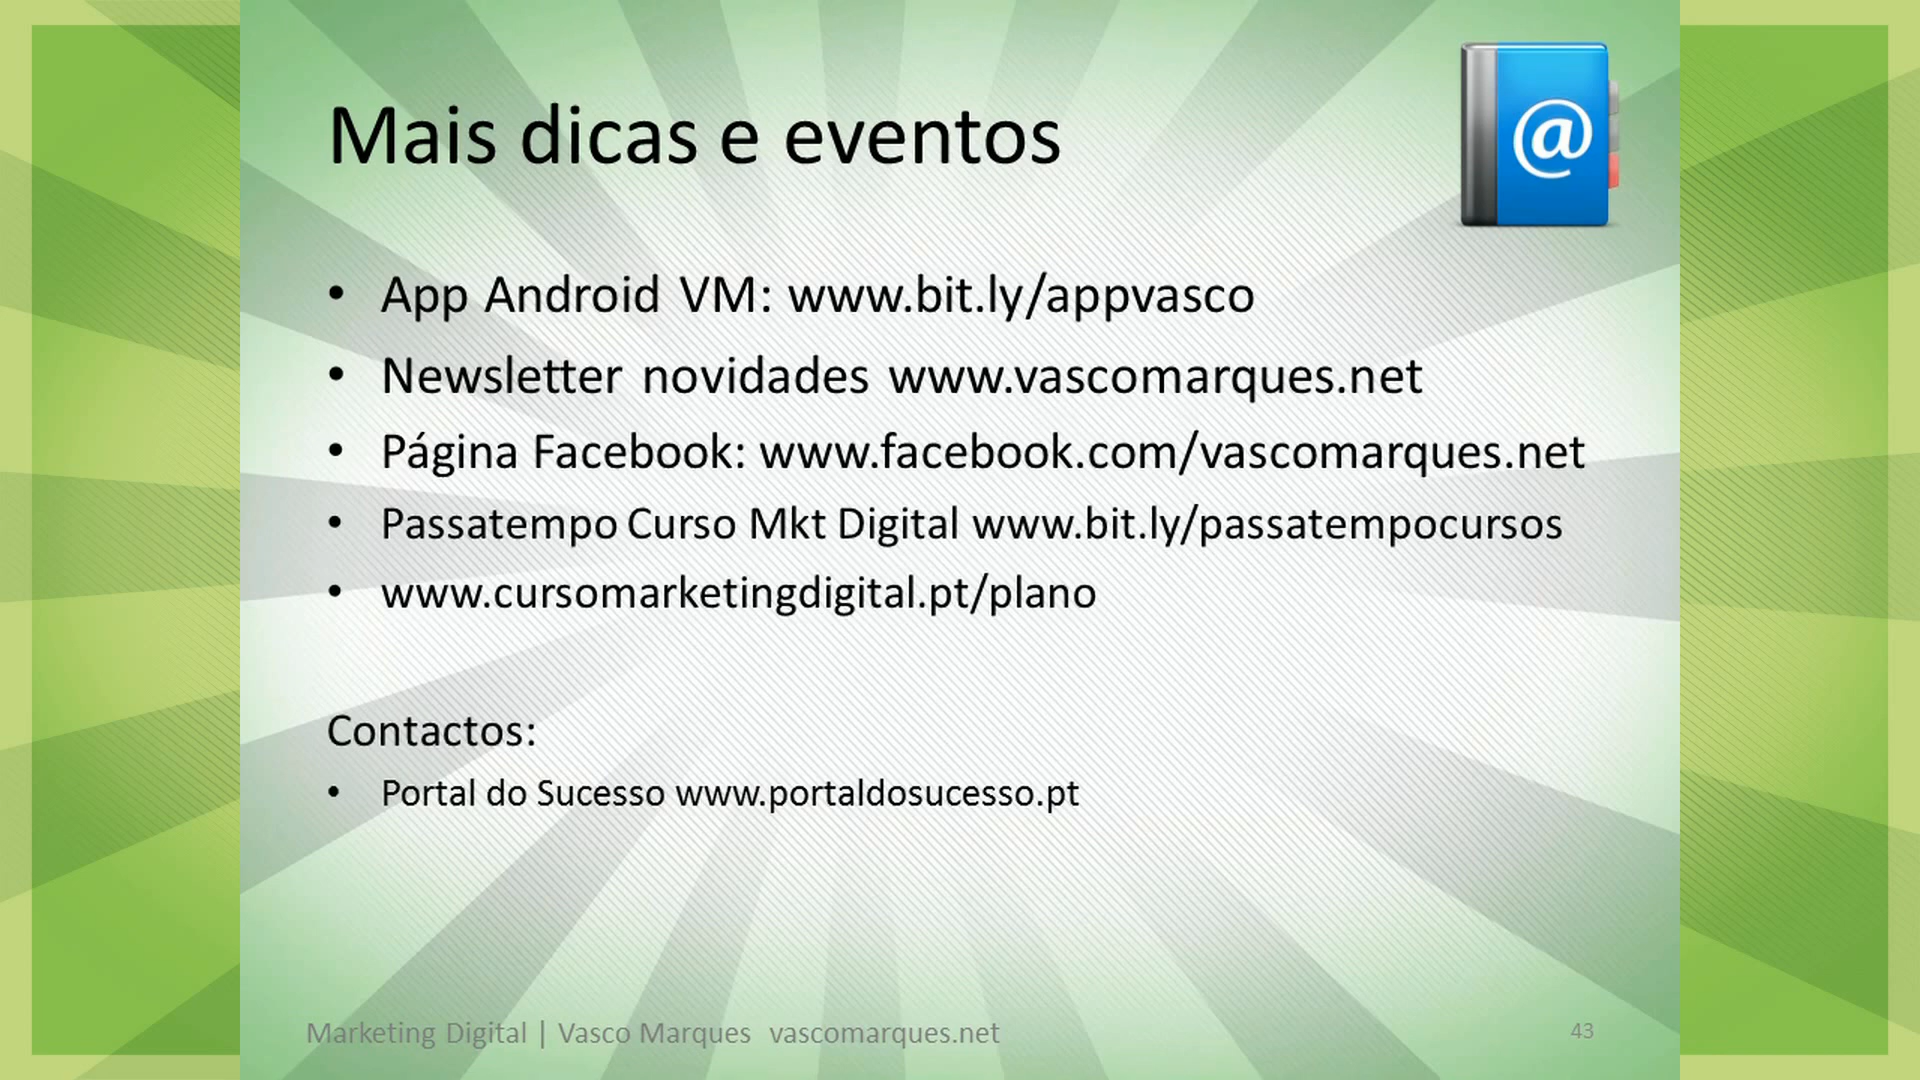 Mais dicas e eventos
@
• App Android VM: www.bit.ly/appvasco
• Newsletter novidades www.vascomarques.net
• Página Facebook: www.facebook.com/vascomarques.net
• Passatempo Curso Mkt Digital www.bit.ly/passatempocursos
• www.cursomarketingdigital.pt/plano
Contactos:
• Portal do Sucesso www.portaldosucesso.pt
Marketing Digital | Vasco Marques vascomarques.net
43